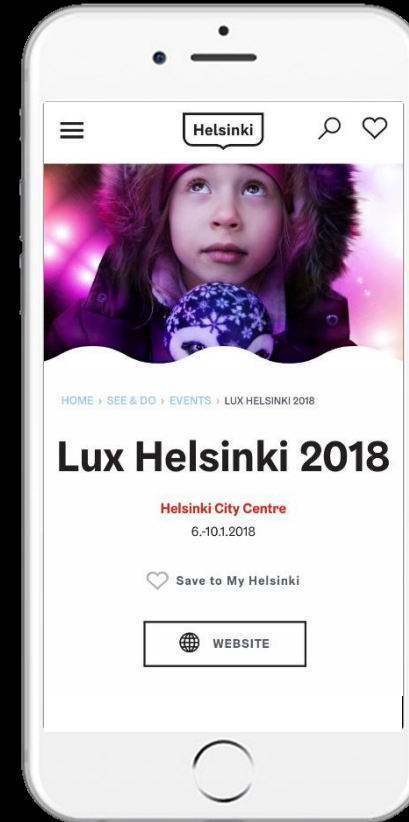 Helsinki
HOME › SEE & DO › EVENTS › LUX HELSINKI 2018
Lux Helsinki 2018
Helsinki City Centre
6.-10.1.2018
Save to My Helsinki
WEBSITE